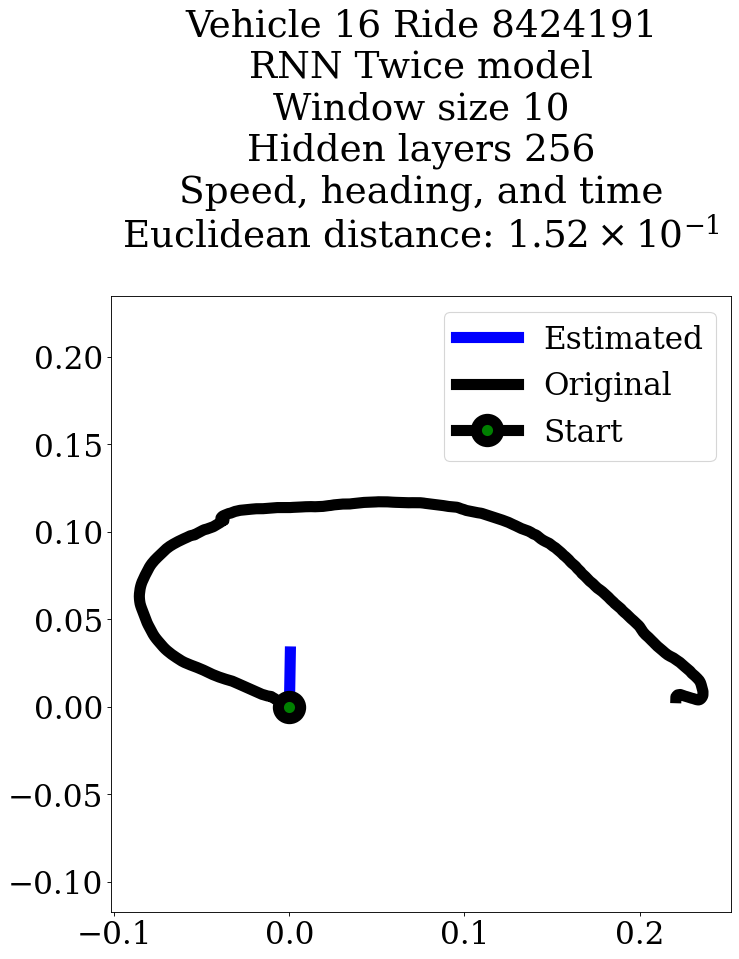 Vehicle 16 Ride 8424191
RNN Twice model
Window size 10
Hidden layers 256
Speed, heading, and time
Euclidean distance: 1.52 × 10⁻¹
Estimated
Original
Start
0.20
0.15
0.10
0.05
0.00
−0.05
−0.10
−0.1 0.0 0.1 0.2